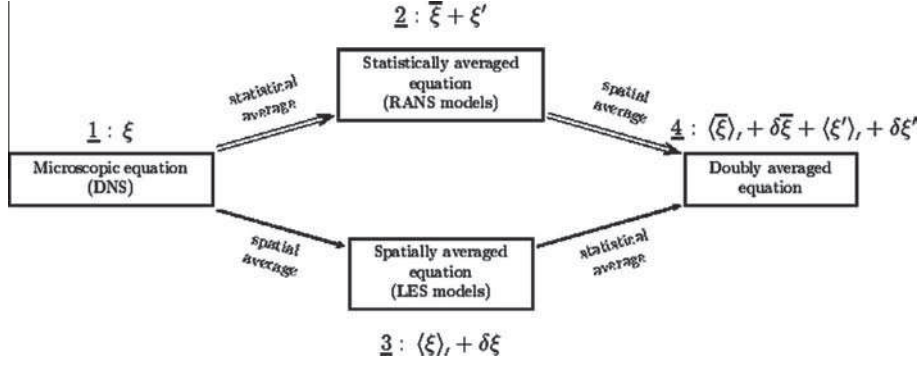 2 : ξ̅ + ξ′
Statistically averaged
equation
(RANS models)
statistical
average
spatial
average
1 : ξ
4 : ⟨ξ̅⟩, + δξ̅ + ⟨ξ′⟩, + δξ′
Microscopic equation
(DNS)
Doubly averaged
equation
spatial
average
Spatially averaged
equation
(LES models)
statistical
average
3 : ⟨ξ⟩, + δξ